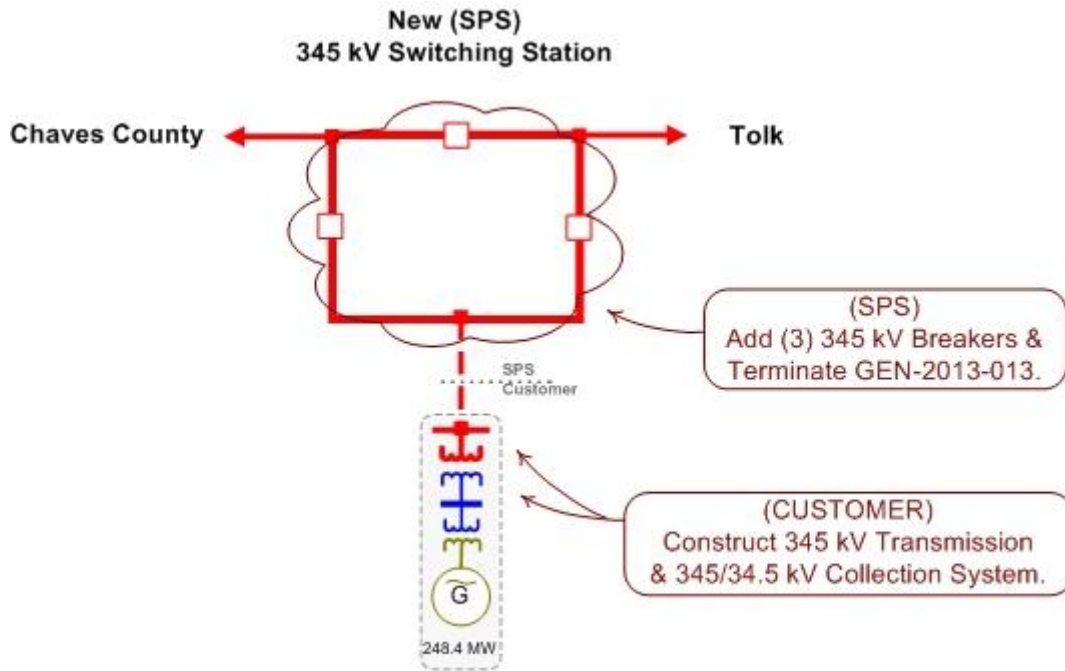 New (SPS)
345 kV Switching Station
Chaves County
Tolk
(SPS)
Add (3) 345 kV Breakers &
Terminate GEN-2013-013.
SPS
Customer
(CUSTOMER)
Construct 345 kV Transmission
& 345/34.5 kV Collection System.
G
248.4 MW